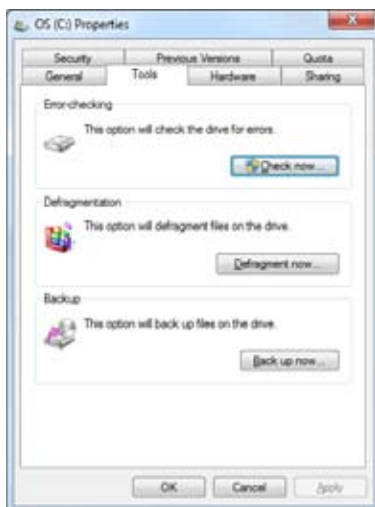 OS (C:) Properties
Security Previous Versions Quota
General Tools Hardware Sharing
Error-checking
This option will check the drive for errors.
Check now...
Defragmentation
This option will defragment files on the drive.
Defragment now...
Backup
This option will back up files on the drive.
Back up now...
OK Cancel Apply